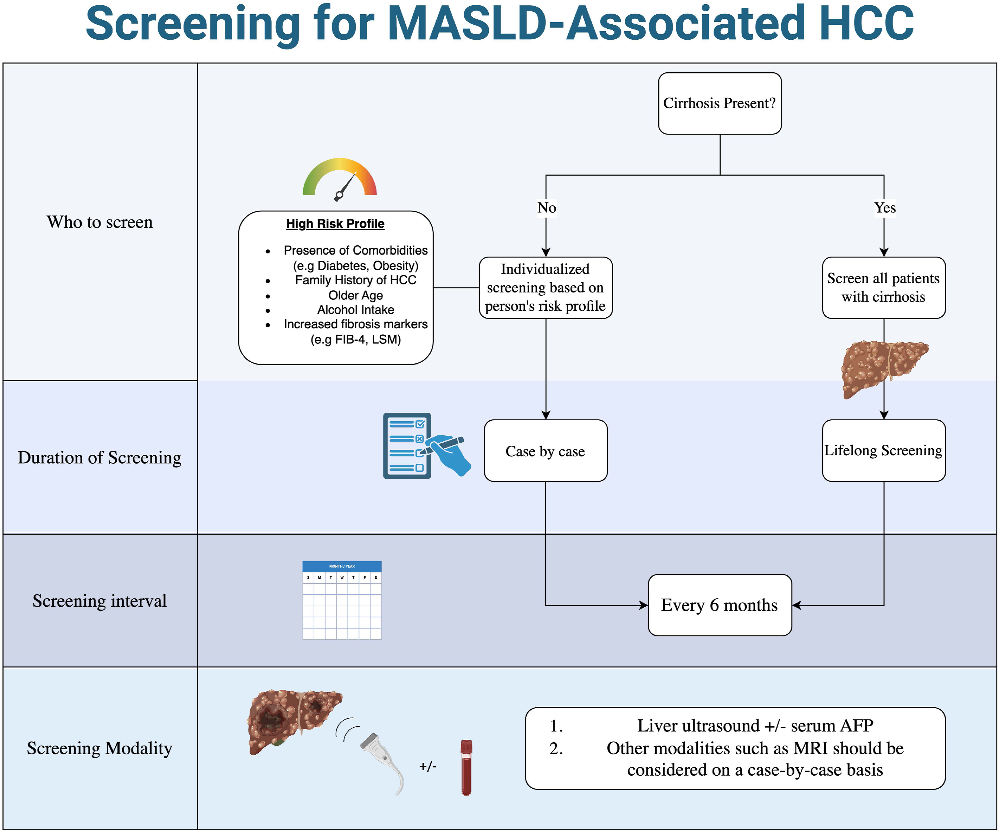 Screening for MASLD-Associated HCC
Who to screen
Cirrhosis Present?
No
Yes
High Risk Profile
• Presence of Comorbidities
(e.g Diabetes, Obesity)
• Family History of HCC
• Older Age
• Alcohol Intake
• Increased fibrosis markers
(e.g FIB-4, LSM)
Individualized
screening based on
person's risk profile
Screen all patients
with cirrhosis
Duration of Screening
Case by case
Lifelong Screening
Screening interval
MONTH / YEAR
S M T W T F S
Every 6 months
Screening Modality
+/-
1. Liver ultrasound +/- serum AFP
2. Other modalities such as MRI should be
considered on a case-by-case basis